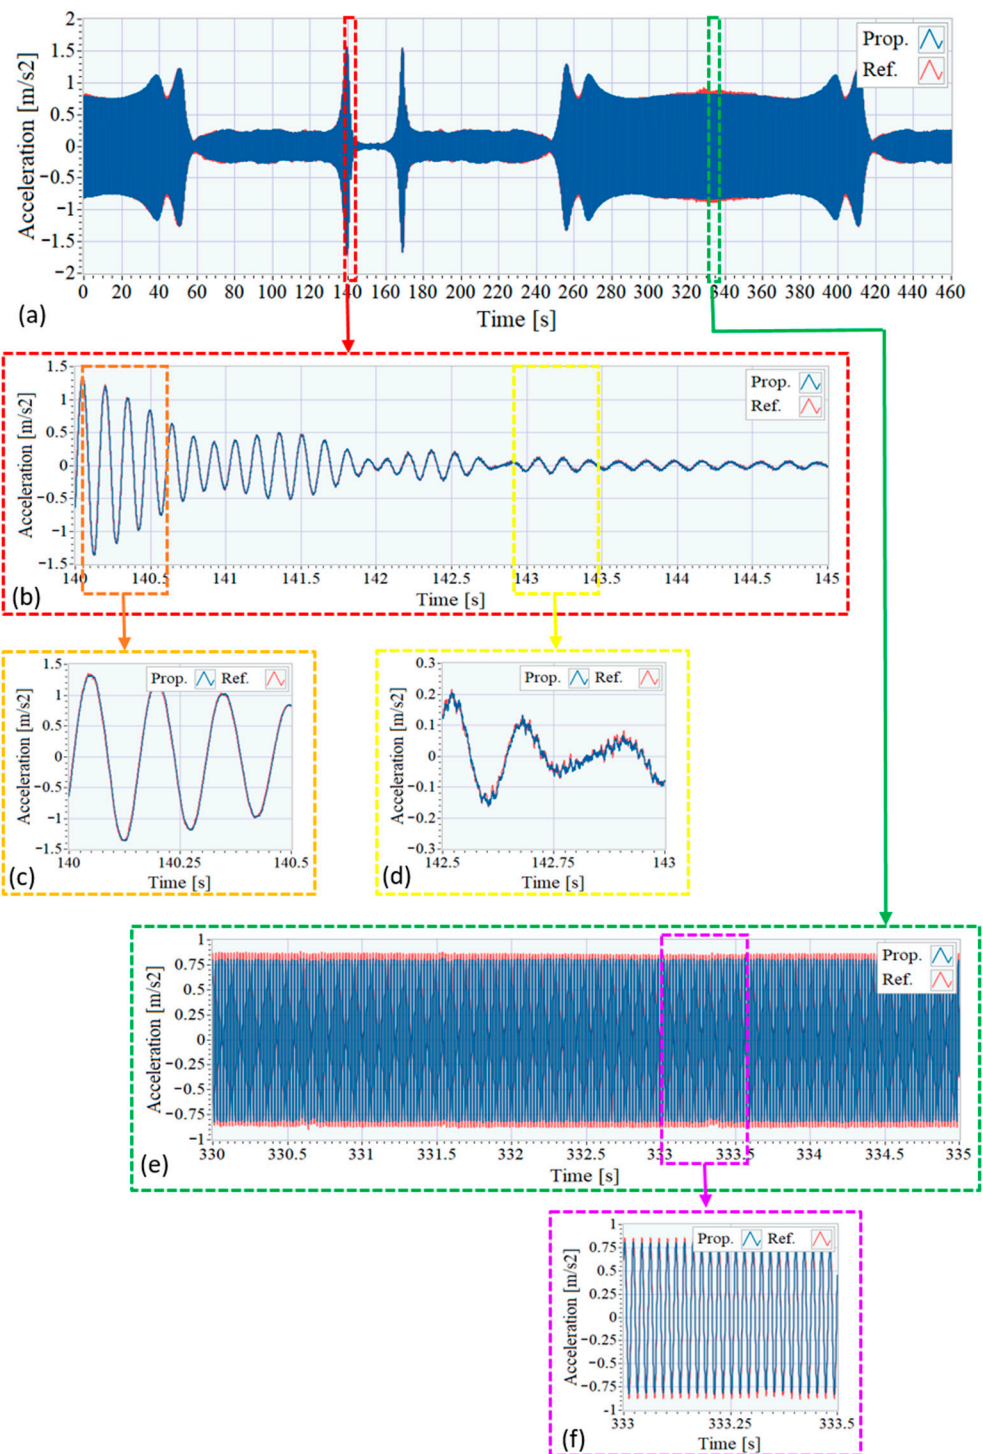 2
1.5
1
0.5
0
−0.5
−1
−1.5
−2
Acceleration [m/s2]
Prop.
Ref.
0 20 40 60 80 100 120 140 160 180 200 220 240 260 280 300 320 340 360 380 400 420 440 460
(a)
Time [s]
1.5
1
0.5
0
−0.5
−1
−1.5
Acceleration [m/s2]
Prop.
Ref.
140 140.5 141 141.5 142 142.5 143 143.5 144 144.5 145
(b)
Time [s]
1.5
1
0.5
0
−0.5
−1
−1.5
Acceleration [m/s2]
Prop. Ref.
140 140.25 140.5
(c)
Time [s]
0.3
0.2
0.1
0
−0.1
−0.2
−0.3
Acceleration [m/s2]
Prop. Ref.
142.5 142.75 143
(d)
Time [s]
1
0.75
0.5
0.25
0
−0.25
−0.5
−0.75
−1
Acceleration [m/s2]
Prop.
Ref.
330 330.5 331 331.5 332 332.5 333 333.5 334 334.5 335
(e)
Time [s]
1
0.75
0.5
0.25
0
−0.25
−0.5
−0.75
−1
Acceleration [m/s2]
Prop. Ref.
333 333.25 333.5
(f)
Time [s]